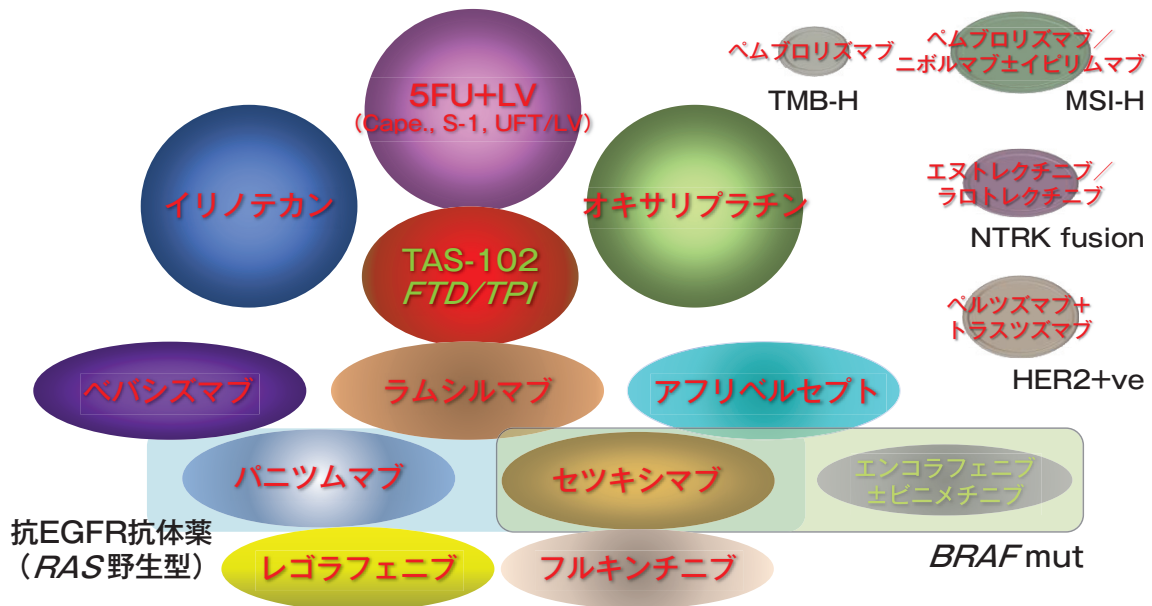 5FU+LV
(Cape., S-1, UFT/LV)
イリノテカン
オキサリプラチン
TAS-102
FTD/TPI
ベバシズマブ
ラムシルマブ
アフリベルセプト
パニツムマブ
セツキシマブ
エンコラフェニブ
±ビニメチニブ
抗EGFR抗体薬
（RAS野生型）
BRAF mut
レゴラフェニブ
フルキンチニブ
ペムブロリズマブ
TMB-H
ペムブロリズマブ／
ニボルマブ±イピリムマブ
MSI-H
エヌトレクチニブ／
ラロトレクチニブ
NTRK fusion
ペルツズマブ＋
トラスツズマブ
HER2+ve